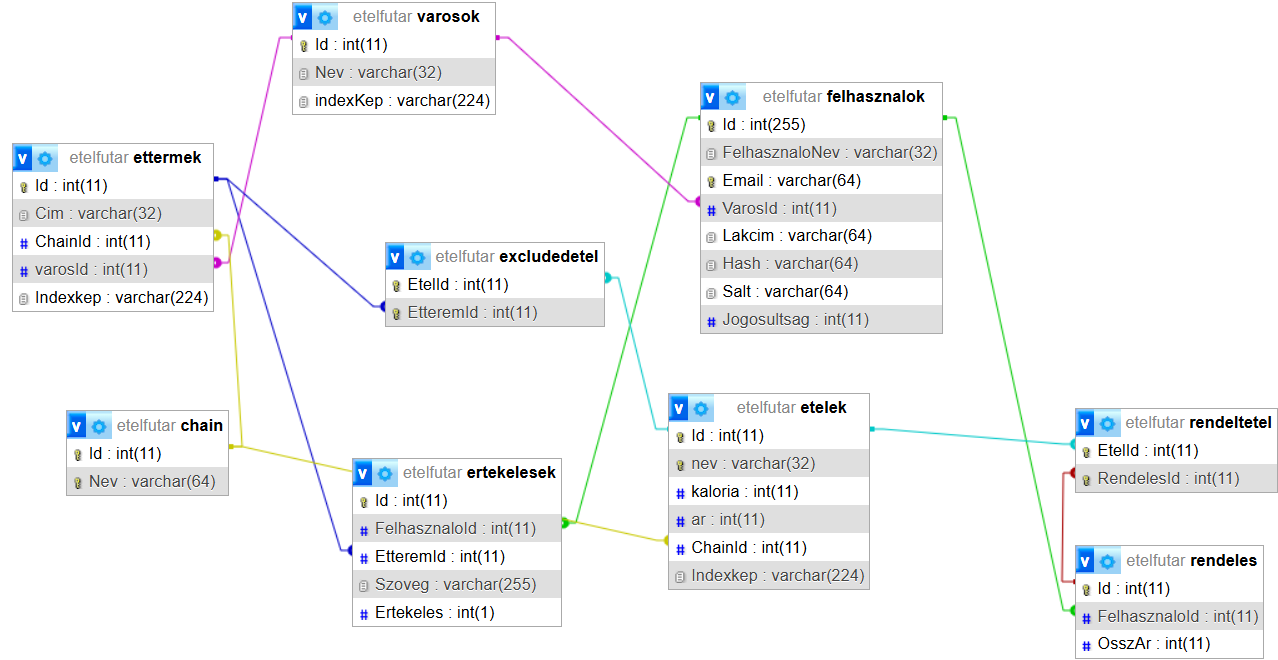 etelfutar varosok
Id : int(11)
Nev : varchar(32)
indexKep : varchar(224)
etelfutar felhasznalok
Id : int(255)
FelhasznaloNev : varchar(32)
Email : varchar(64)
VarosId : int(11)
Lakcim : varchar(64)
Hash : varchar(64)
Salt : varchar(64)
Jogosultsag : int(11)
etelfutar ettermek
Id : int(11)
Cim : varchar(32)
ChainId : int(11)
varosId : int(11)
Indexkep : varchar(224)
etelfutar excludedetel
EtelId : int(11)
EtteremId : int(11)
etelfutar chain
Id : int(11)
Nev : varchar(64)
etelfutar ertekelesek
Id : int(11)
FelhasznaloId : int(11)
EtteremId : int(11)
Szoveg : varchar(255)
Ertekeles : int(1)
etelfutar etelek
Id : int(11)
nev : varchar(32)
kaloria : int(11)
ar : int(11)
ChainId : int(11)
Indexkep : varchar(224)
etelfutar rendeltetel
EtelId : int(11)
RendelesId : int(11)
etelfutar rendeles
Id : int(11)
FelhasznaloId : int(11)
OsszAr : int(11)